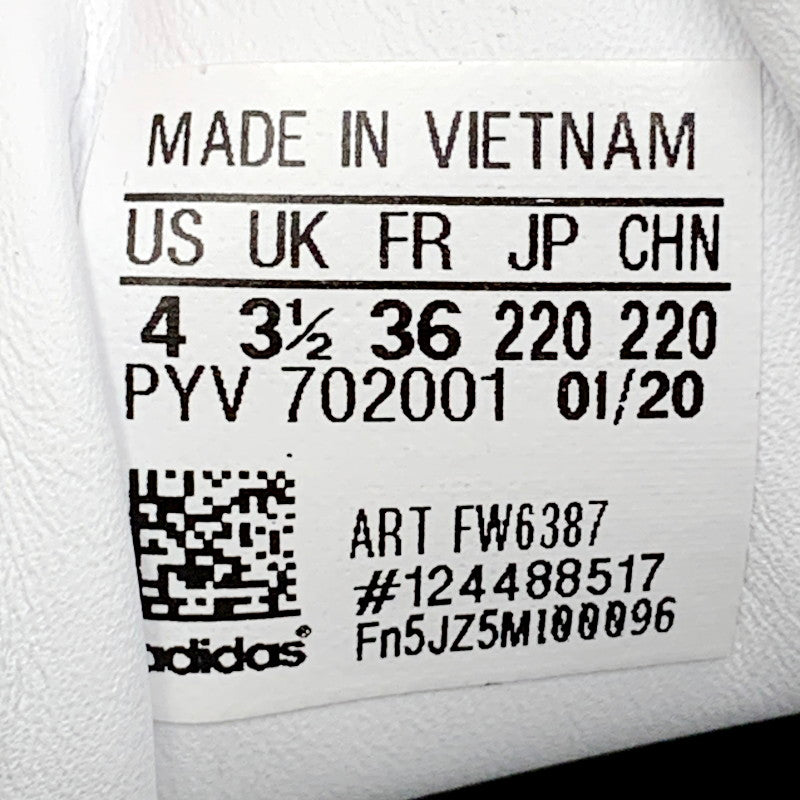 MADE IN VIETNAM
US UK FR JP CHN
4 3½ 36 220 220
PYV 702001 01/20
ART FW6387
#124488517
Fn5JZ5M100096
adidas®